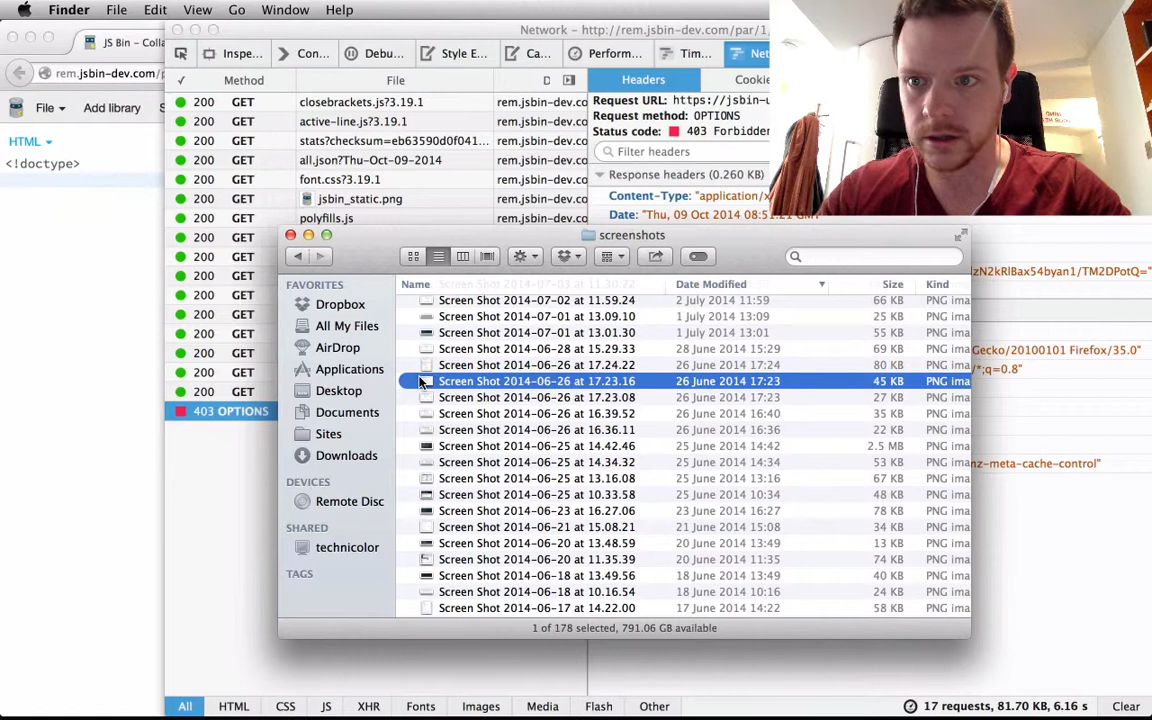 Finder File Edit View Go Window Help
Network - http://rem.jsbin-dev.com/par/1
JS Bin - Colla
Inspe... Con... Debu... Style E... Ca... Perform... Tim... Net
rem.jsbin-dev.com/p
✓ Method File D Headers Cookie
File Add library
Request URL: https://jsbin-u
Request method: OPTIONS
Status code: 403 Forbidden
Filter headers
Response headers (0.260 KB)
Content-Type: "application/x
Date: "Thu, 09 Oct 2014 08:51:21 GMT"
HTML
<!doctype>
200 GET closebrackets.js?3.19.1 rem.jsbin-dev.com
200 GET active-line.js?3.19.1 rem.jsbin-dev.com
200 GET stats?checksum=eb63590d0f041... rem.jsbin-dev.com
200 GET all.json?Thu-Oct-09-2014 rem.jsbin-dev.com
200 GET font.css?3.19.1 rem.jsbin-dev.com
200 GET jsbin_static.png rem.jsbin-dev.com
200 GET polyfills.js rem.jsbin-dev.com
200 GET
200 GET
200 GET
200 GET
200 GET
200 GET
200 GET
200 GET
200 GET
403 OPTIONS
zN2kRlBax54byan1/TM2DPotQ="
Gecko/20100101 Firefox/35.0"
/*;q=0.8"
nz-meta-cache-control"
screenshots
FAVORITES
Dropbox
All My Files
AirDrop
Applications
Desktop
Documents
Sites
Downloads
DEVICES
Remote Disc
SHARED
technicolor
TAGS
Name Date Modified Size Kind
Screen Shot 2014-07-02 at 11.59.24 2 July 2014 11:59 66 KB PNG ima
Screen Shot 2014-07-01 at 13.09.10 1 July 2014 13:09 25 KB PNG ima
Screen Shot 2014-07-01 at 13.01.30 1 July 2014 13:01 55 KB PNG ima
Screen Shot 2014-06-28 at 15.29.33 28 June 2014 15:29 69 KB PNG ima
Screen Shot 2014-06-26 at 17.24.22 26 June 2014 17:24 80 KB PNG ima
Screen Shot 2014-06-26 at 17.23.16 26 June 2014 17:23 45 KB PNG ima
Screen Shot 2014-06-26 at 17.23.08 26 June 2014 17:23 27 KB PNG ima
Screen Shot 2014-06-26 at 16.39.52 26 June 2014 16:40 35 KB PNG ima
Screen Shot 2014-06-26 at 16.36.11 26 June 2014 16:36 22 KB PNG ima
Screen Shot 2014-06-25 at 14.42.46 25 June 2014 14:42 2.5 MB PNG ima
Screen Shot 2014-06-25 at 14.34.32 25 June 2014 14:34 53 KB PNG ima
Screen Shot 2014-06-25 at 13.16.08 25 June 2014 13:16 67 KB PNG ima
Screen Shot 2014-06-25 at 10.33.58 25 June 2014 10:34 48 KB PNG ima
Screen Shot 2014-06-23 at 16.27.06 23 June 2014 16:27 78 KB PNG ima
Screen Shot 2014-06-21 at 15.08.21 21 June 2014 15:08 34 KB PNG ima
Screen Shot 2014-06-20 at 13.48.59 20 June 2014 13:49 13 KB PNG ima
Screen Shot 2014-06-20 at 11.35.39 20 June 2014 11:35 74 KB PNG ima
Screen Shot 2014-06-18 at 13.49.56 18 June 2014 13:49 40 KB PNG ima
Screen Shot 2014-06-18 at 10.16.54 18 June 2014 10:16 24 KB PNG ima
Screen Shot 2014-06-17 at 14.22.00 17 June 2014 14:22 58 KB PNG ima
1 of 178 selected, 791.06 GB available
All HTML CSS JS XHR Fonts Images Media Flash Other 17 requests, 81.70 KB, 6.16 s Clear